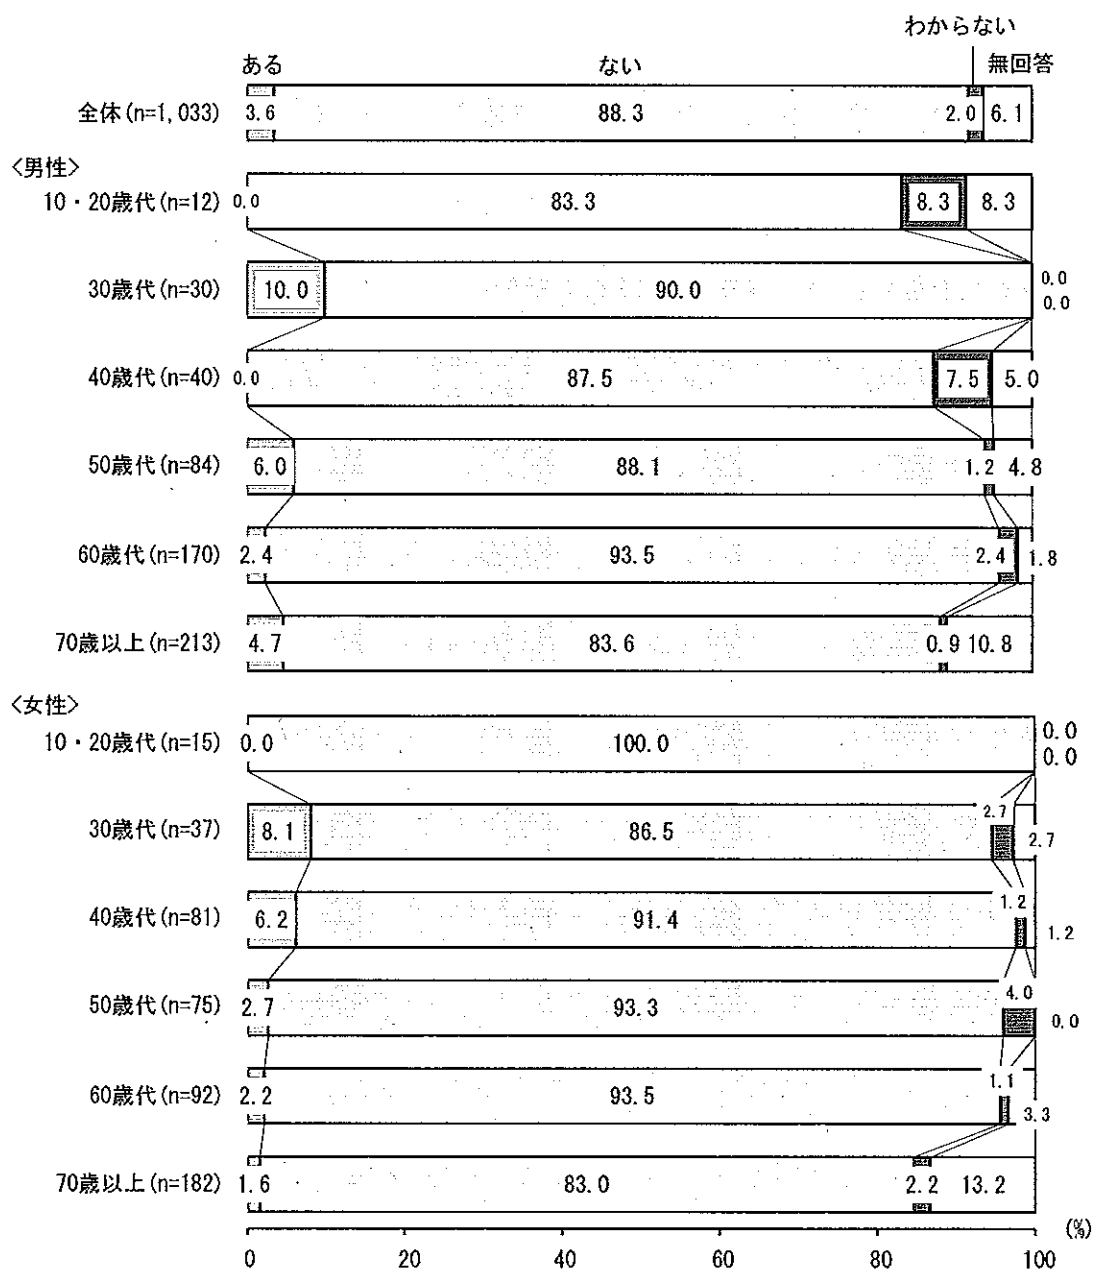 わからない
ある ない 無回答
全体(n=1,033) 3.6 88.3 2.0 6.1
<男性>
10・20歳代(n=12) 0.0 83.3 8.3 8.3
30歳代(n=30) 10.0 90.0 0.0
0.0
40歳代(n=40) 0.0 87.5 7.5 5.0
50歳代(n=84) 6.0 88.1 1.2 4.8
60歳代(n=170) 2.4 93.5 2.4 1.8
70歳以上(n=213) 4.7 83.6 0.9 10.8
<女性>
10・20歳代(n=15) 0.0 100.0 0.0
0.0
30歳代(n=37) 8.1 86.5 2.7 2.7
40歳代(n=81) 6.2 91.4 1.2 1.2
50歳代(n=75) 2.7 93.3 4.0 0.0
60歳代(n=92) 2.2 93.5 1.1 3.3
70歳以上(n=182) 1.6 83.0 2.2 13.2
(%)
0 20 40 60 80 100